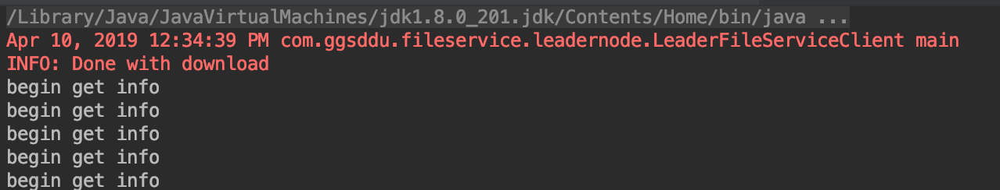 /Library/Java/JavaVirtualMachines/jdk1.8.0_201.jdk/Contents/Home/bin/java ...
Apr 10, 2019 12:34:39 PM com.ggsddu.fileservice.leadernode.LeaderFileServiceClient main
INFO: Done with download
begin get info
begin get info
begin get info
begin get info
begin get info